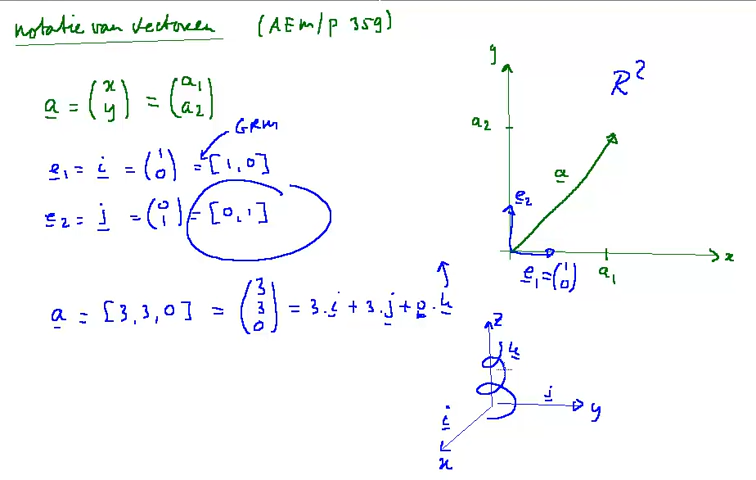 notatie van vectoren (AEM/p 359)
a = (x y) = (a1 a2)
GRM
e1 = i = (1 0) = [1,0]
e2 = j = (0 1) = [0,1]
a = [3,3,0] = (3 3 0) = 3.i + 3.j + 0.k
y
R²
a2
a
e2
x
e1 = (1 0)
a1
z
k
j
y
i
x